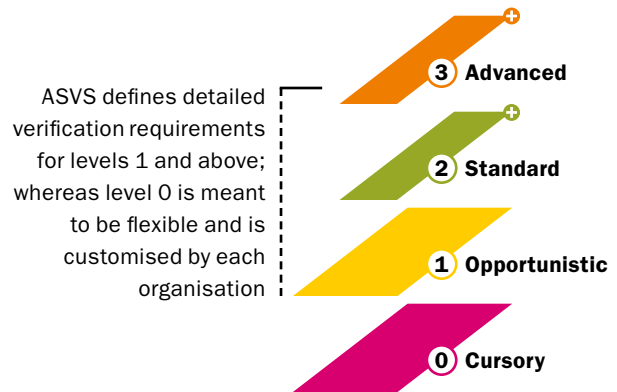 3 Advanced
ASVS defines detailed
verification requirements
for levels 1 and above;
whereas level 0 is meant
to be flexible and is
customised by each
organisation
2 Standard
1 Opportunistic
0 Cursory